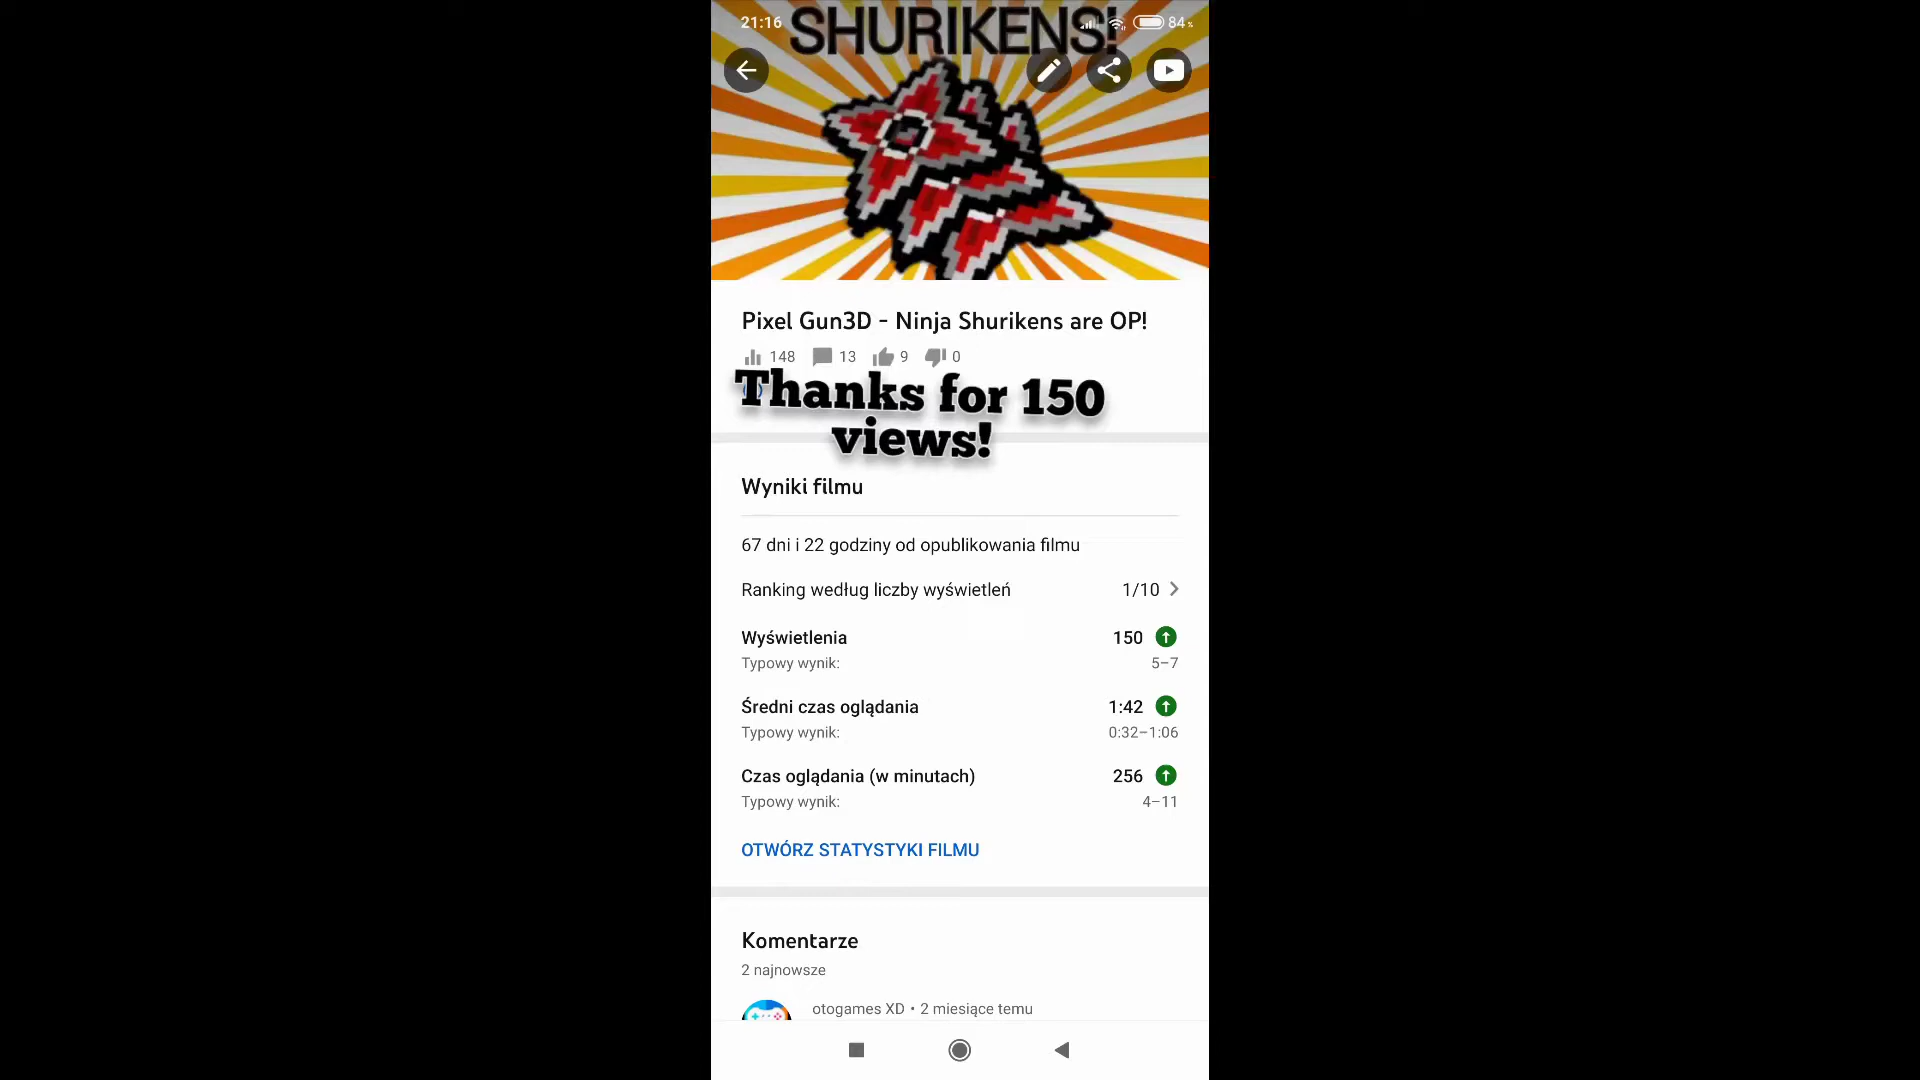 SHURIKENS!
21:16
84%
Pixel Gun3D - Ninja Shurikens are OP!
148 13 9 0
Thanks for 150
views!
Wyniki filmu
67 dni i 22 godziny od opublikowania filmu
Ranking według liczby wyświetleń 1/10
Wyświetlenia 150
Typowy wynik: 5–7
Średni czas oglądania 1:42
Typowy wynik: 0:32–1:06
Czas oglądania (w minutach) 256
Typowy wynik: 4–11
OTWÓRZ STATYSTYKI FILMU
Komentarze
2 najnowsze
otogames XD • 2 miesiące temu